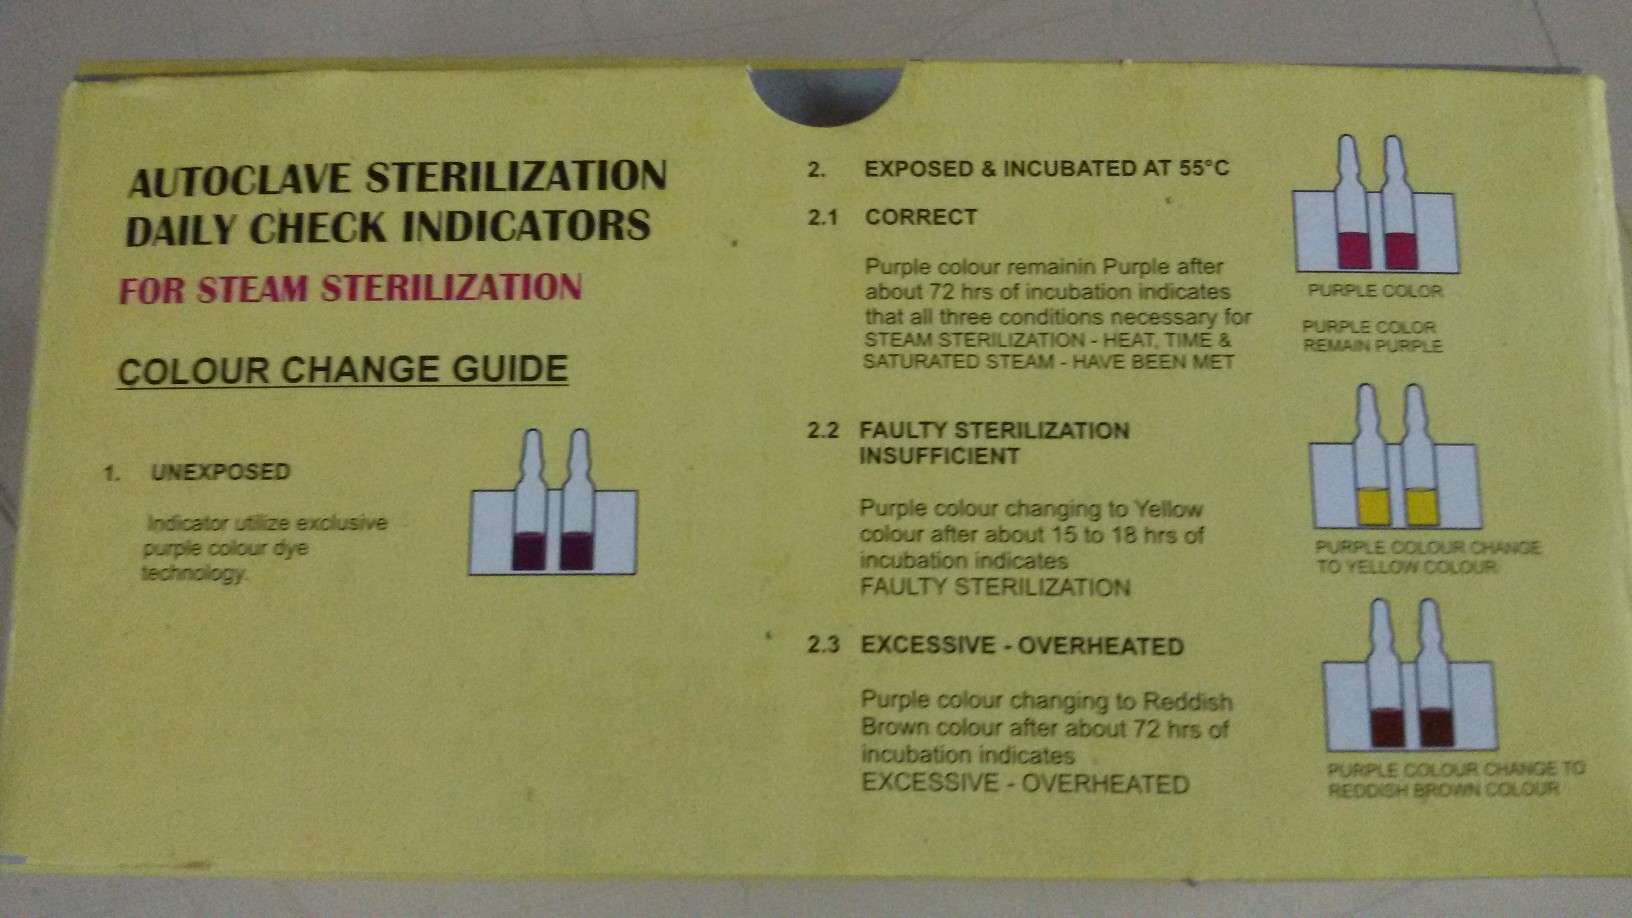 AUTOCLAVE STERILIZATION
DAILY CHECK INDICATORS
FOR STEAM STERILIZATION
COLOUR CHANGE GUIDE
1. UNEXPOSED
Indicator utilize exclusive
purple colour dye
technology.
2. EXPOSED & INCUBATED AT 55°C
2.1 CORRECT
Purple colour remainin Purple after
about 72 hrs of incubation indicates
that all three conditions necessary for
STEAM STERILIZATION - HEAT, TIME &
SATURATED STEAM - HAVE BEEN MET
PURPLE COLOR
PURPLE COLOR
REMAIN PURPLE
2.2 FAULTY STERILIZATION
INSUFFICIENT
Purple colour changing to Yellow
colour after about 15 to 18 hrs of
incubation indicates
FAULTY STERILIZATION
PURPLE COLOUR CHANGE
TO YELLOW COLOUR
2.3 EXCESSIVE - OVERHEATED
Purple colour changing to Reddish
Brown colour after about 72 hrs of
incubation indicates
EXCESSIVE - OVERHEATED
PURPLE COLOUR CHANGE TO
REDDISH BROWN COLOUR